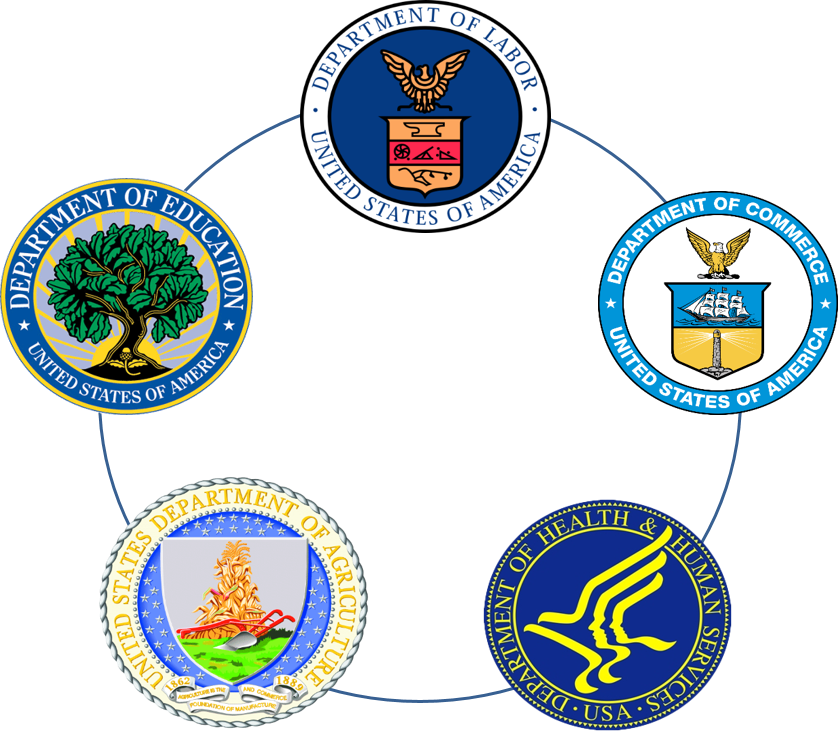 DEPARTMENT OF LABOR
UNITED STATES OF AMERICA
DEPARTMENT OF EDUCATION
UNITED STATES OF AMERICA
DEPARTMENT OF COMMERCE
UNITED STATES OF AMERICA
UNITED STATES DEPARTMENT OF AGRICULTURE
1862 1889
AGRICULTURE IS THE
AND COMMERCE
FOUNDATION OF MANUFACTURE
DEPARTMENT OF HEALTH & HUMAN SERVICES
· USA ·